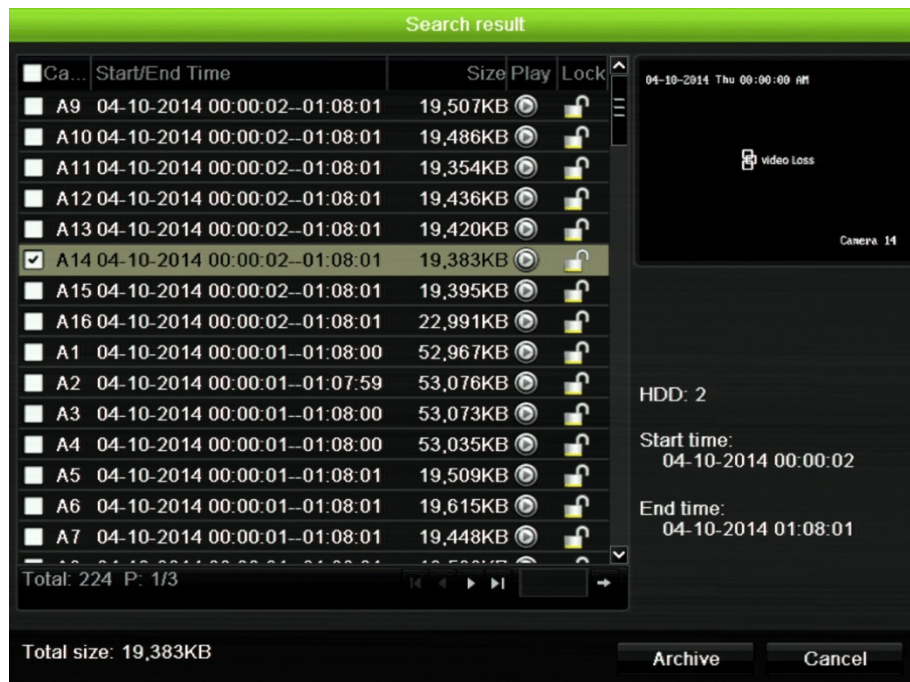 Search result
Ca... Start/End Time Size Play Lock
A9 04-10-2014 00:00:02--01:08:01 19,507KB
A10 04-10-2014 00:00:02--01:08:01 19,486KB
A11 04-10-2014 00:00:02--01:08:01 19,354KB
A12 04-10-2014 00:00:02--01:08:01 19,436KB
A13 04-10-2014 00:00:02--01:08:01 19,420KB
A14 04-10-2014 00:00:02--01:08:01 19,383KB
A15 04-10-2014 00:00:02--01:08:01 19,395KB
A16 04-10-2014 00:00:02--01:08:01 22,991KB
A1 04-10-2014 00:00:01--01:08:00 52,967KB
A2 04-10-2014 00:00:01--01:07:59 53,076KB
A3 04-10-2014 00:00:01--01:08:00 53,073KB
A4 04-10-2014 00:00:01--01:08:00 53,035KB
A5 04-10-2014 00:00:01--01:08:01 19,509KB
A6 04-10-2014 00:00:01--01:08:01 19,615KB
A7 04-10-2014 00:00:01--01:08:01 19,448KB
Total: 224 P: 1/3
04-10-2014 Thu 00:00:00 AM
video Loss
Camera 14
HDD: 2
Start time:
04-10-2014 00:00:02
End time:
04-10-2014 01:08:01
Total size: 19,383KB
Archive
Cancel